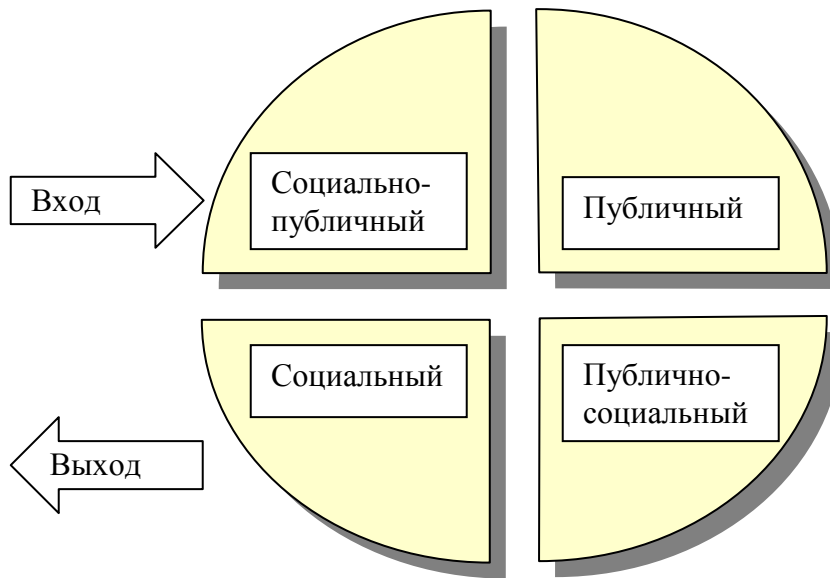 Вход
Социально-
публичный
Публичный
Социальный
Публично-
социальный
Выход